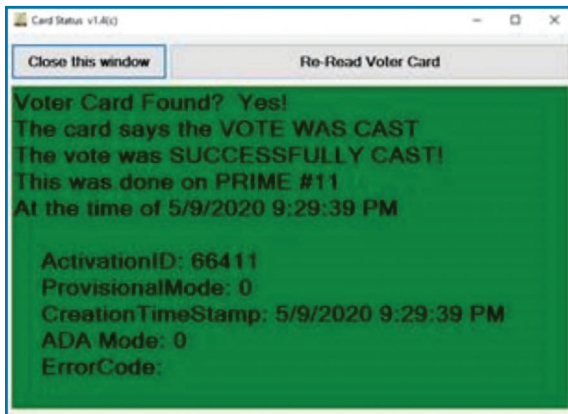 Card Status v1.4(c)
Close this window
Re-Read Voter Card
Voter Card Found? Yes!
The card says the VOTE WAS CAST
The vote was SUCCESSFULLY CAST!
This was done on PRIME #11
At the time of 5/9/2020 9:29:39 PM
ActivationID: 66411
ProvisionalMode: 0
CreationTimeStamp: 5/9/2020 9:29:39 PM
ADA Mode: 0
ErrorCode: